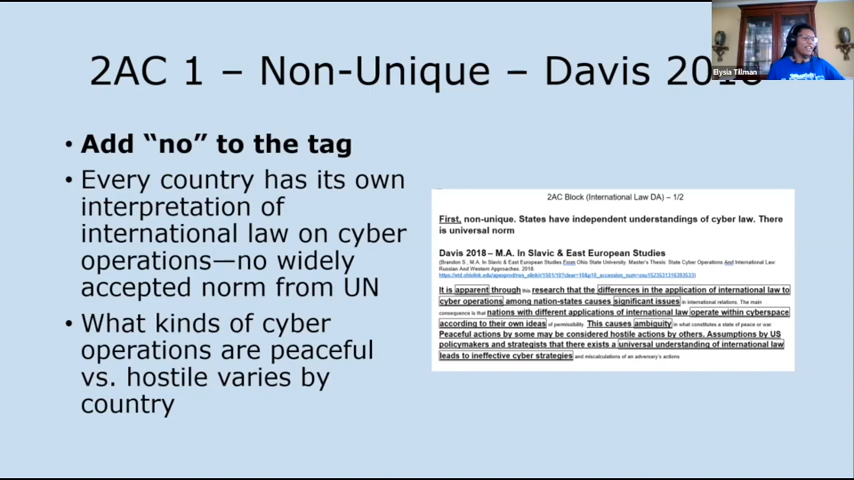 2AC 1 – Non-Unique – Davis 2018
Elysia Tillman
• Add “no” to the tag
• Every country has its own
interpretation of
international law on cyber
operations—no widely
accepted norm from UN
• What kinds of cyber
operations are peaceful
vs. hostile varies by
country
2AC Block (International Law DA) – 1/2
First, non-unique. States have independent understandings of cyber law. There
is universal norm
Davis 2018 – M.A. In Slavic & East European Studies
(Brandon S., M.A. In Slavic & East European Studies From Ohio State University. Master's Thesis: State Cyber Operations And International Law:
Russian And Western Approaches. 2018.
It is apparent through this research that the differences in the application of international law to
cyber operations among nation-states causes significant issues in international relations. The main
consequence is that nations with different applications of international law operate within cyberspace
according to their own ideas of permissibility. This causes ambiguity in what constitutes a state of peace or war.
Peaceful actions by some may be considered hostile actions by others. Assumptions by US
policymakers and strategists that there exists a universal understanding of international law
leads to ineffective cyber strategies and miscalculations of an adversary's actions